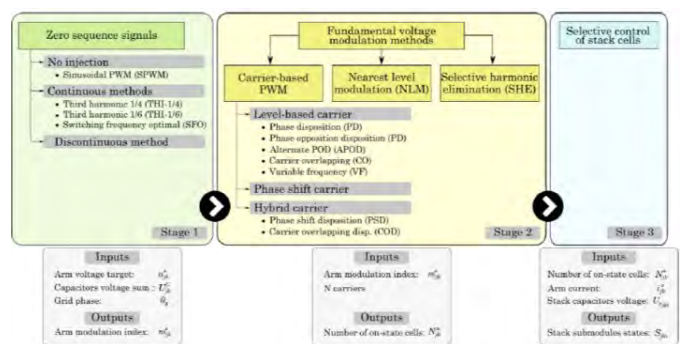 Zero sequence signals
No injection
• Sinusoidal PWM (SPWM)
Continuous methods
• Third harmonic 1/4 (THI-1/4)
• Third harmonic 1/6 (THI-1/6)
• Switching frequency optimal (SFO)
Discontinuous method
Stage 1
Fundamental voltage
modulation methods
Carrier-based
PWM
Nearest level
modulation (NLM)
Selective harmonic
elimination (SHE)
Level-based carrier
• Phase disposition (PD)
• Phase opposition disposition (PD)
• Alternate POD (APOD)
• Carrier overlapping (CO)
• Variable frequency (VF)
Phase shift carrier
Hybrid carrier
• Phase shift disposition (PSD)
• Carrier overlapping disp. (COD)
Stage 2
Selective control
of stack cells
Stage 3
Inputs
Arm voltage target:
Capacitors voltage sum :
Grid phase:
Outputs
Arm modulation index:
Inputs
Arm modulation index:
N carriers
Outputs
Number of on-state cells:
Inputs
Number of on-state cells:
Arm current:
Stack capacitors voltage:
Outputs
Stack submodules states: